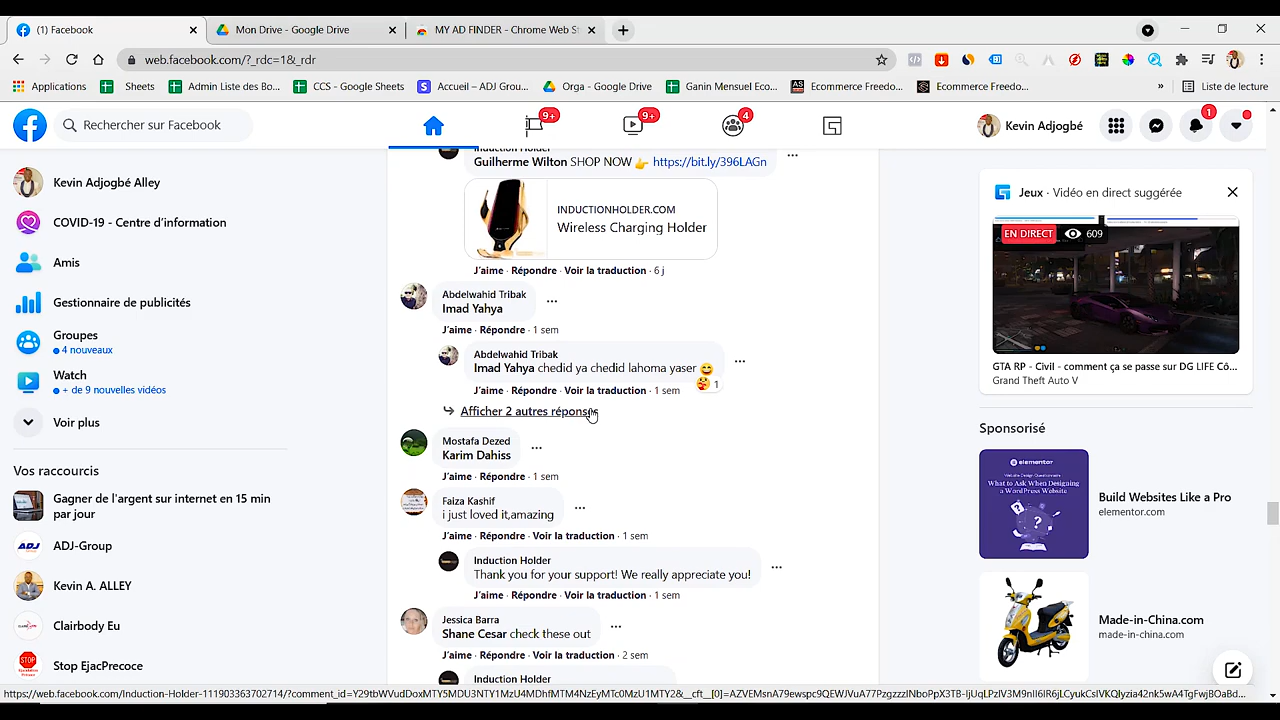 (1) Facebook
Mon Drive - Google Drive
MY AD FINDER - Chrome Web S
web.facebook.com/?_rdc=1&_rdr
Applications
Sheets
Admin Liste des Bo...
CCS - Google Sheets
Accueil – ADJ Grou...
Orga - Google Drive
Ganin Mensuel Eco...
Ecommerce Freedo...
Ecommerce Freedo...
»
Liste de lecture
Rechercher sur Facebook
9+
9+
4
Kevin Adjogbé
1
Kevin Adjogbé Alley
COVID-19 - Centre d’information
Amis
Gestionnaire de publicités
Groupes
4 nouveaux
Watch
+ de 9 nouvelles vidéos
Voir plus
Vos raccourcis
Gagner de l'argent sur internet en 15 min
par jour
ADJ-Group
Kevin A. ALLEY
Clairbody Eu
STOP
Stop EjacPrecoce
Induction Holder
Guilherme Wilton SHOP NOW 👉 https://bit.ly/396LAGn
INDUCTIONHOLDER.COM
Wireless Charging Holder
J’aime · Répondre · Voir la traduction · 6 j
Abdelwahid Tribak
Imad Yahya
J’aime · Répondre · 1 sem
Abdelwahid Tribak
Imad Yahya chedid ya chedid lahoma yaser 😄
1
J’aime · Répondre · Voir la traduction · 1 sem
Afficher 2 autres réponses
Mostafa Dezed
Karim Dahiss
J’aime · Répondre · 1 sem
Faiza Kashif
i just loved it,amazing
J’aime · Répondre · Voir la traduction · 1 sem
Induction Holder
Thank you for your support! We really appreciate you!
J’aime · Répondre · Voir la traduction · 1 sem
Jessica Barra
Shane Cesar check these out
J’aime · Répondre · Voir la traduction · 2 sem
Induction Holder
Jeux · Vidéo en direct suggérée
EN DIRECT
609
GTA RP - Civil - comment ça se passe sur DG LIFE Cô...
Grand Theft Auto V
Sponsorisé
elementor
What to Ask When Designing
a WordPress Website
Build Websites Like a Pro
elementor.com
Made-in-China.com
made-in-china.com